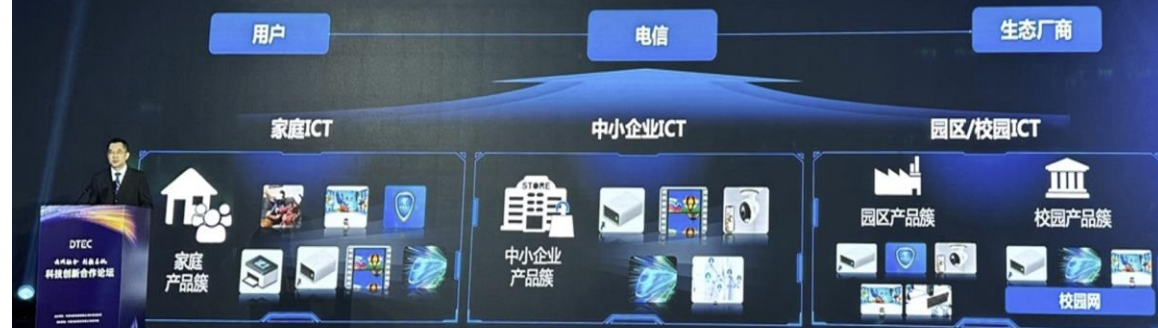 用户
电信
生态厂商
家庭ICT
中小企业ICT
园区/校园ICT
STORE
家庭
产品簇
中小企业
产品簇
园区产品簇
校园产品簇
校园网
DTEC
科技创新合作论坛